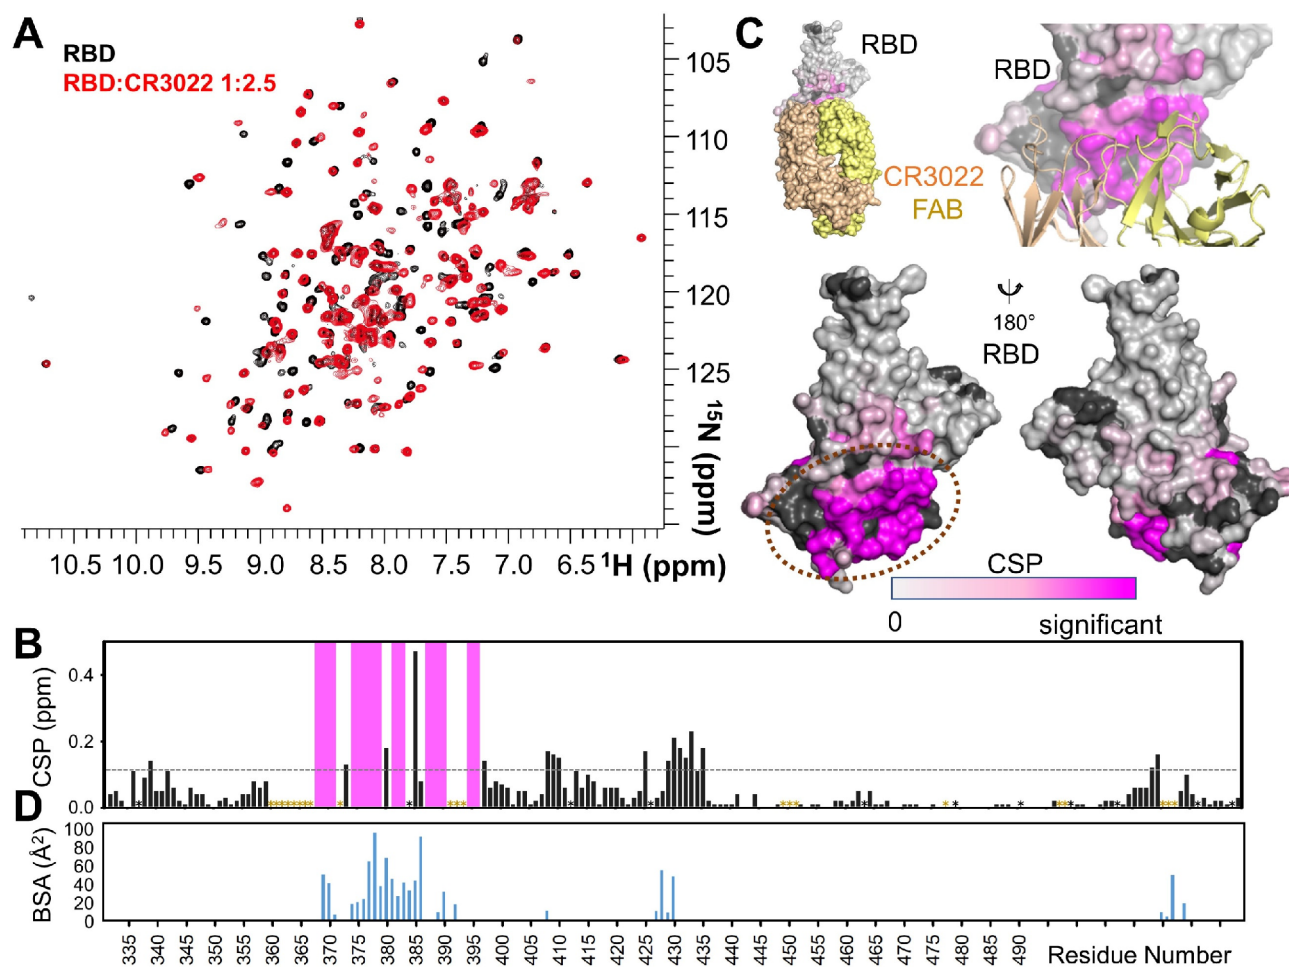 A
RBD
RBD:CR3022 1:2.5
105
110
115
120
125
¹⁵N (ppm)
10.5 10.0 9.5 9.0 8.5 8.0 7.5 7.0 6.5 ¹H (ppm)
C
RBD
RBD
CR3022
FAB
180°
RBD
CSP
0 significant
B
CSP (ppm)
0.4
0.2
0.0
D
BSA (Å²)
100
80
60
40
20
0
335 340 345 350 355 360 365 370 375 380 385 390 395 400 405 410 415 420 425 430 435 440 445 450 455 460 465 470 475 480 485 490 Residue Number